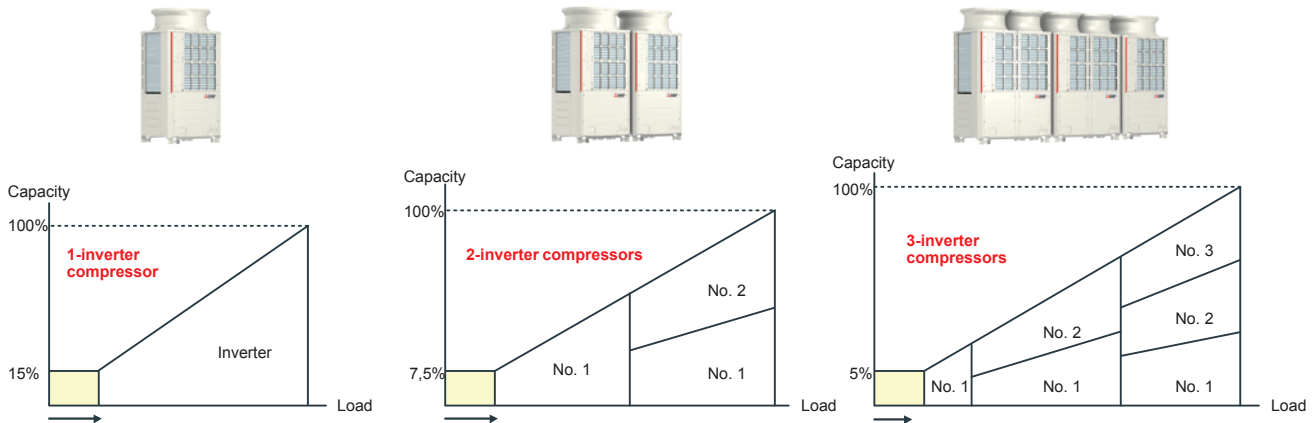 Capacity
100%
1-inverter
compressor
Inverter
15%
Load
Capacity
100%
2-inverter compressors
No. 2
No. 1
No. 1
7,5%
Load
Capacity
100%
3-inverter
compressors
No. 3
No. 2
No. 2
No. 1
No. 1
No. 1
5%
Load